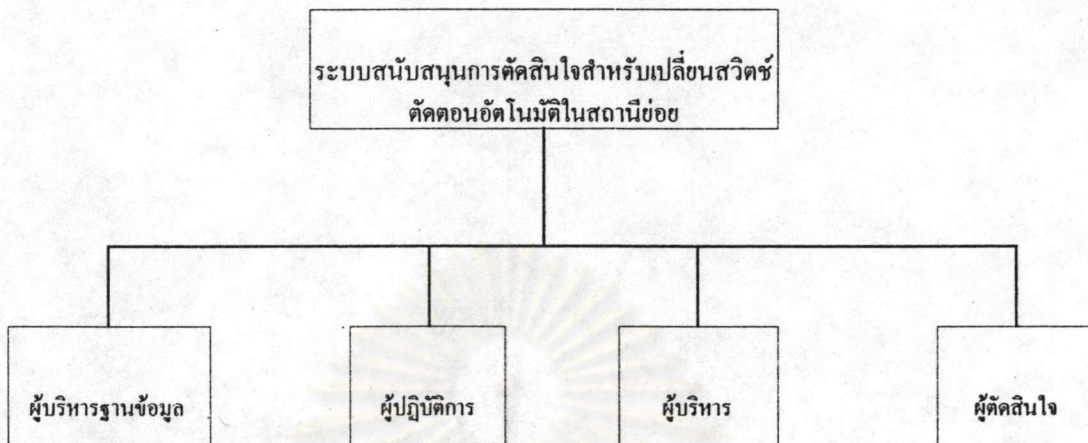 ระบบสนับสนุนการตัดสินใจสำหรับเปลี่ยนสวิตช์
ตัดตอนอัตโนมัติในสถานีย่อย
ผู้บริหารฐานข้อมูล
ผู้ปฏิบัติการ
ผู้บริหาร
ผู้ตัดสินใจ